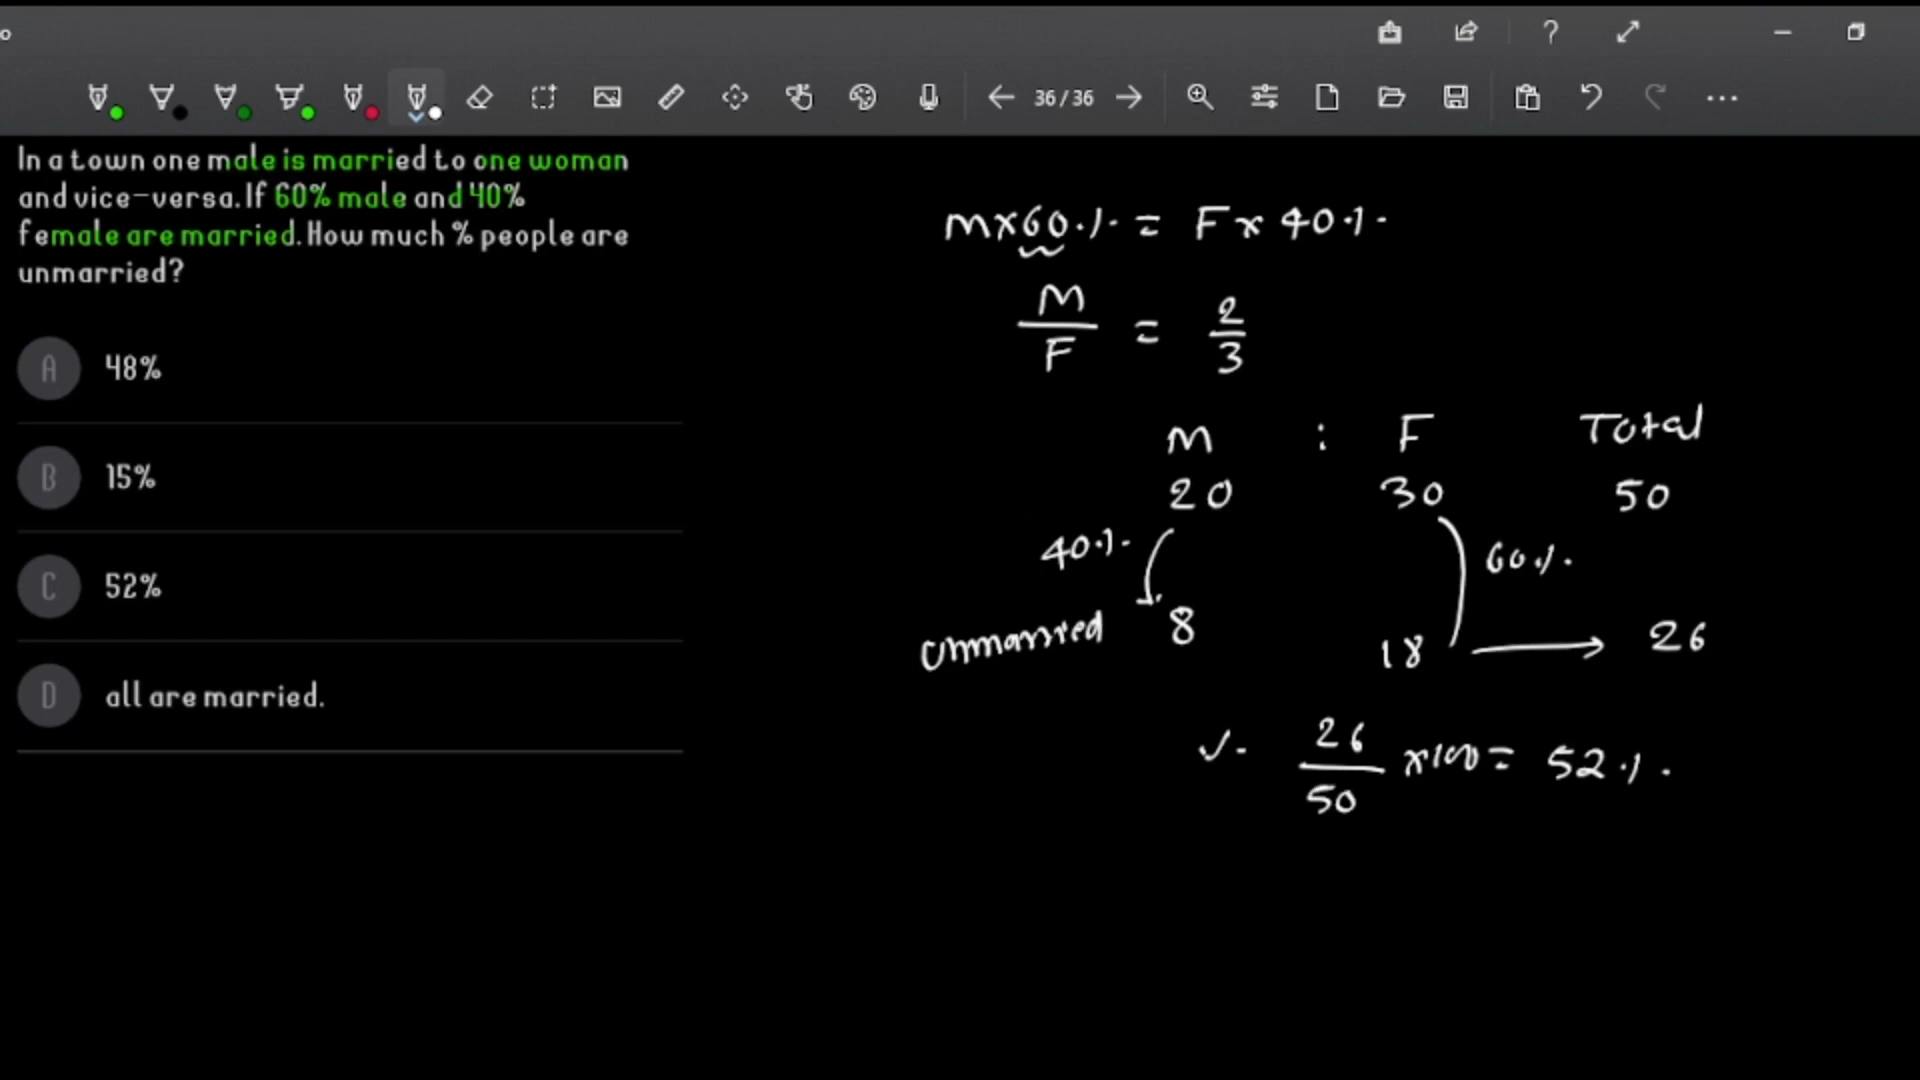 36/36
In a town one male is married to one woman
and vice-versa. If 60% male and 40%
female are married. How much % people are
unmarried?
A 48%
B 15%
C 52%
D all are married.
M×60% = F×40%
M/F = 2/3
M : F Total
20 30 50
40% 60%
unmarried 8 18 → 26
% 26/50 ×100 = 52%